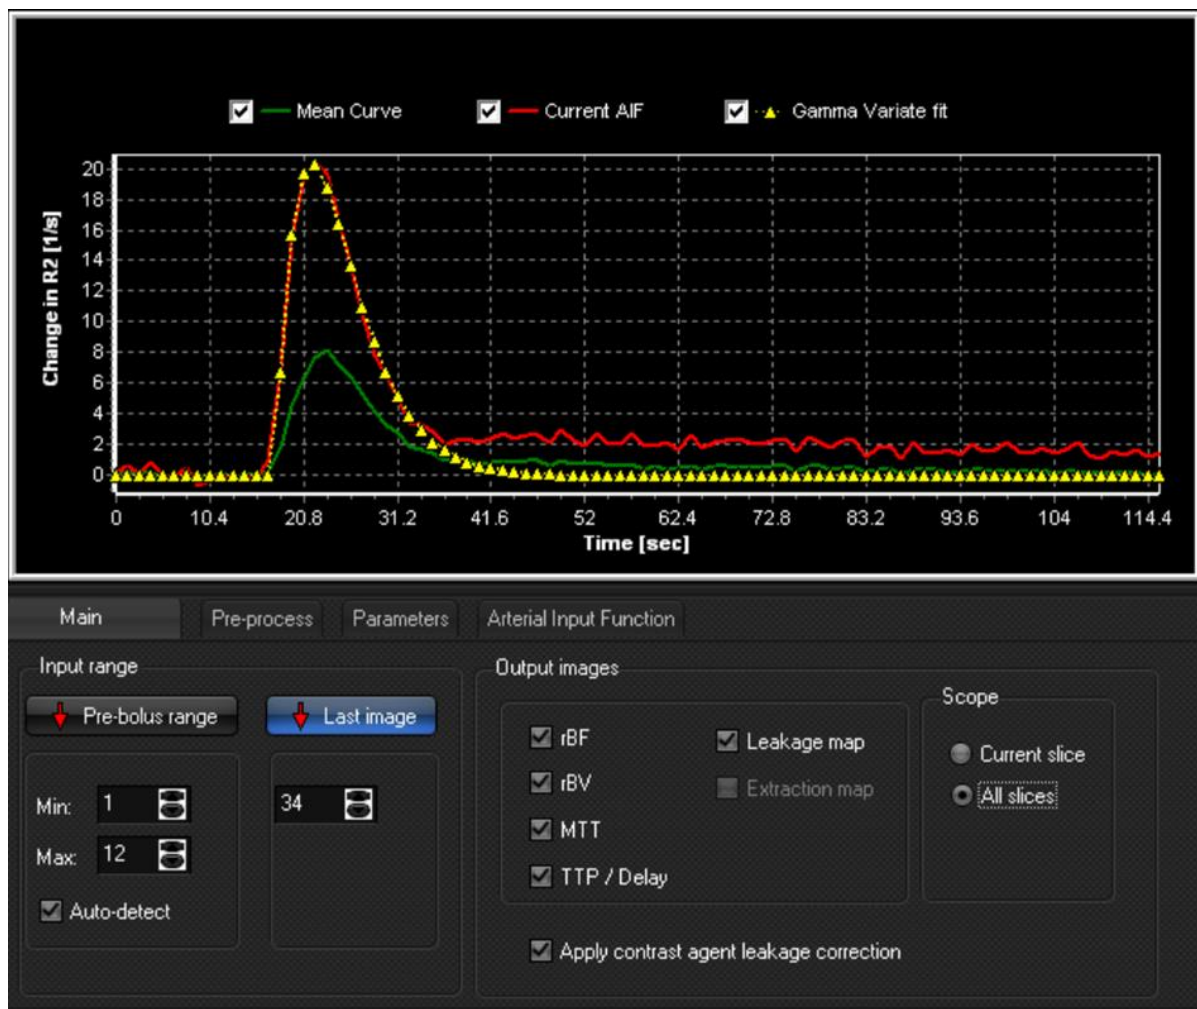 Mean Curve Current AIF Gamma Variate fit
20
18
16
14
12
10
8
6
4
2
0
Change in R2 [1/s]
0 10.4 20.8 31.2 41.6 52 62.4 72.8 83.2 93.6 104 114.4
Time [sec]
Main Pre-process Parameters Arterial Input Function
Input range
Pre-bolus range Last image
Min: 1
Max: 12
Auto-detect
34
Output images
rBF
rBV
MTT
TTP / Delay
Leakage map
Extraction map
Apply contrast agent leakage correction
Scope
Current slice
All slices